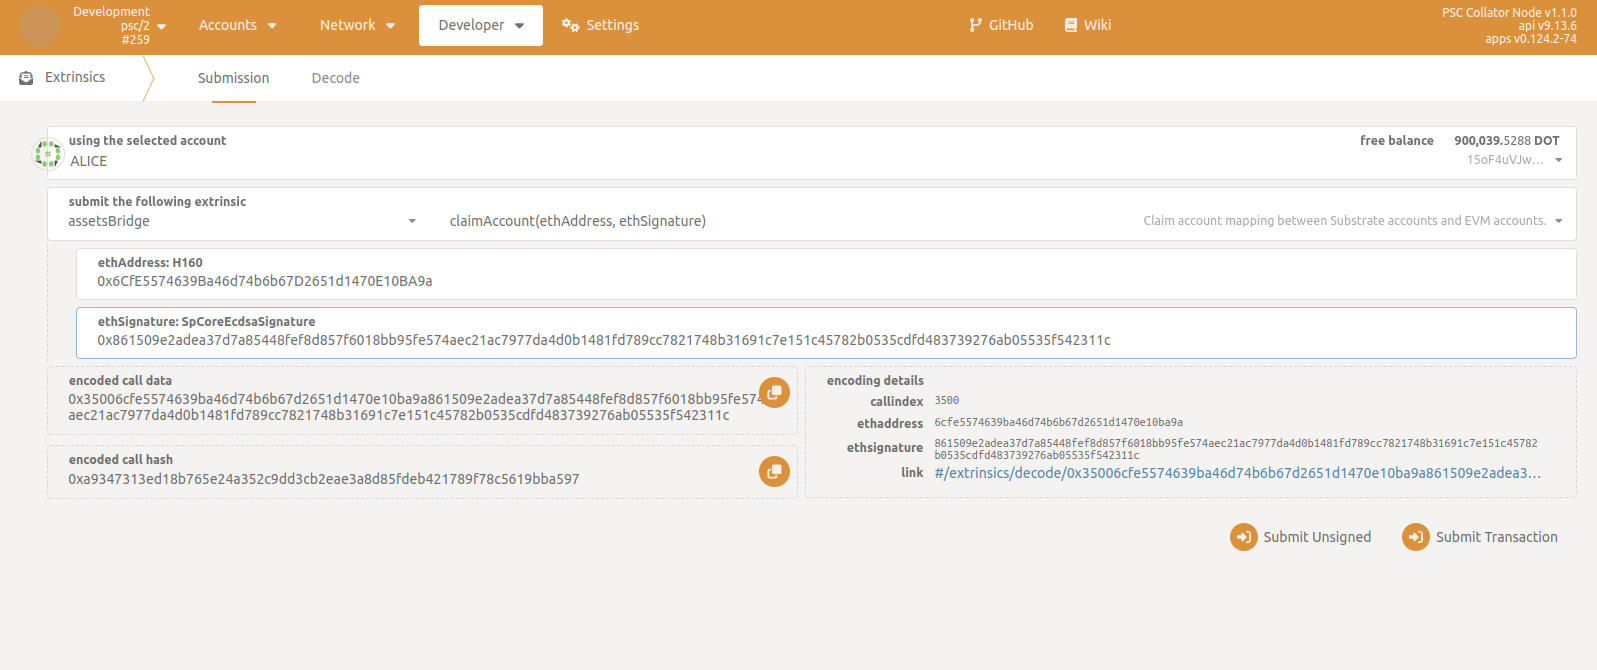 Development
psc/2
#259
Accounts
Network
Developer
Settings
GitHub
Wiki
PSC Collator Node v1.1.0
api v9.13.6
apps v0.124.2-74
Extrinsics
Submission
Decode
using the selected account
ALICE
free balance 900,039.5288 DOT
15oF4uVJw...
submit the following extrinsic
assetsBridge
claimAccount(ethAddress, ethSignature)
Claim account mapping between Substrate accounts and EVM accounts.
ethAddress: H160
0x6CfE5574639Ba46d74b6b67D2651d1470E10BA9a
ethSignature: SpCoreEcdsaSignature
0x861509e2adea37d7a85448fef8d857f6018bb95fe574aec21ac7977da4d0b1481fd789cc7821748b31691c7e151c45782b0535cdfd483739276ab05535f542311c
encoded call data
0x35006cfe5574639ba46d74b6b67d2651d1470e10ba9a861509e2adea37d7a85448fef8d857f6018bb95fe574
aec21ac7977da4d0b1481fd789cc7821748b31691c7e151c45782b0535cdfd483739276ab05535f542311c
encoded call hash
0xa9347313ed18b765e24a352c9dd3cb2eae3a8d85fdeb421789f78c5619bba597
encoding details
callindex 3500
ethaddress 6cfe5574639ba46d74b6b67d2651d1470e10ba9a
ethsignature 861509e2adea37d7a85448fef8d857f6018bb95fe574aec21ac7977da4d0b1481fd789cc7821748b31691c7e151c45782
b0535cdfd483739276ab05535f542311c
link #/extrinsics/decode/0x35006cfe5574639ba46d74b6b67d2651d1470e10ba9a861509e2adea3...
Submit Unsigned
Submit Transaction